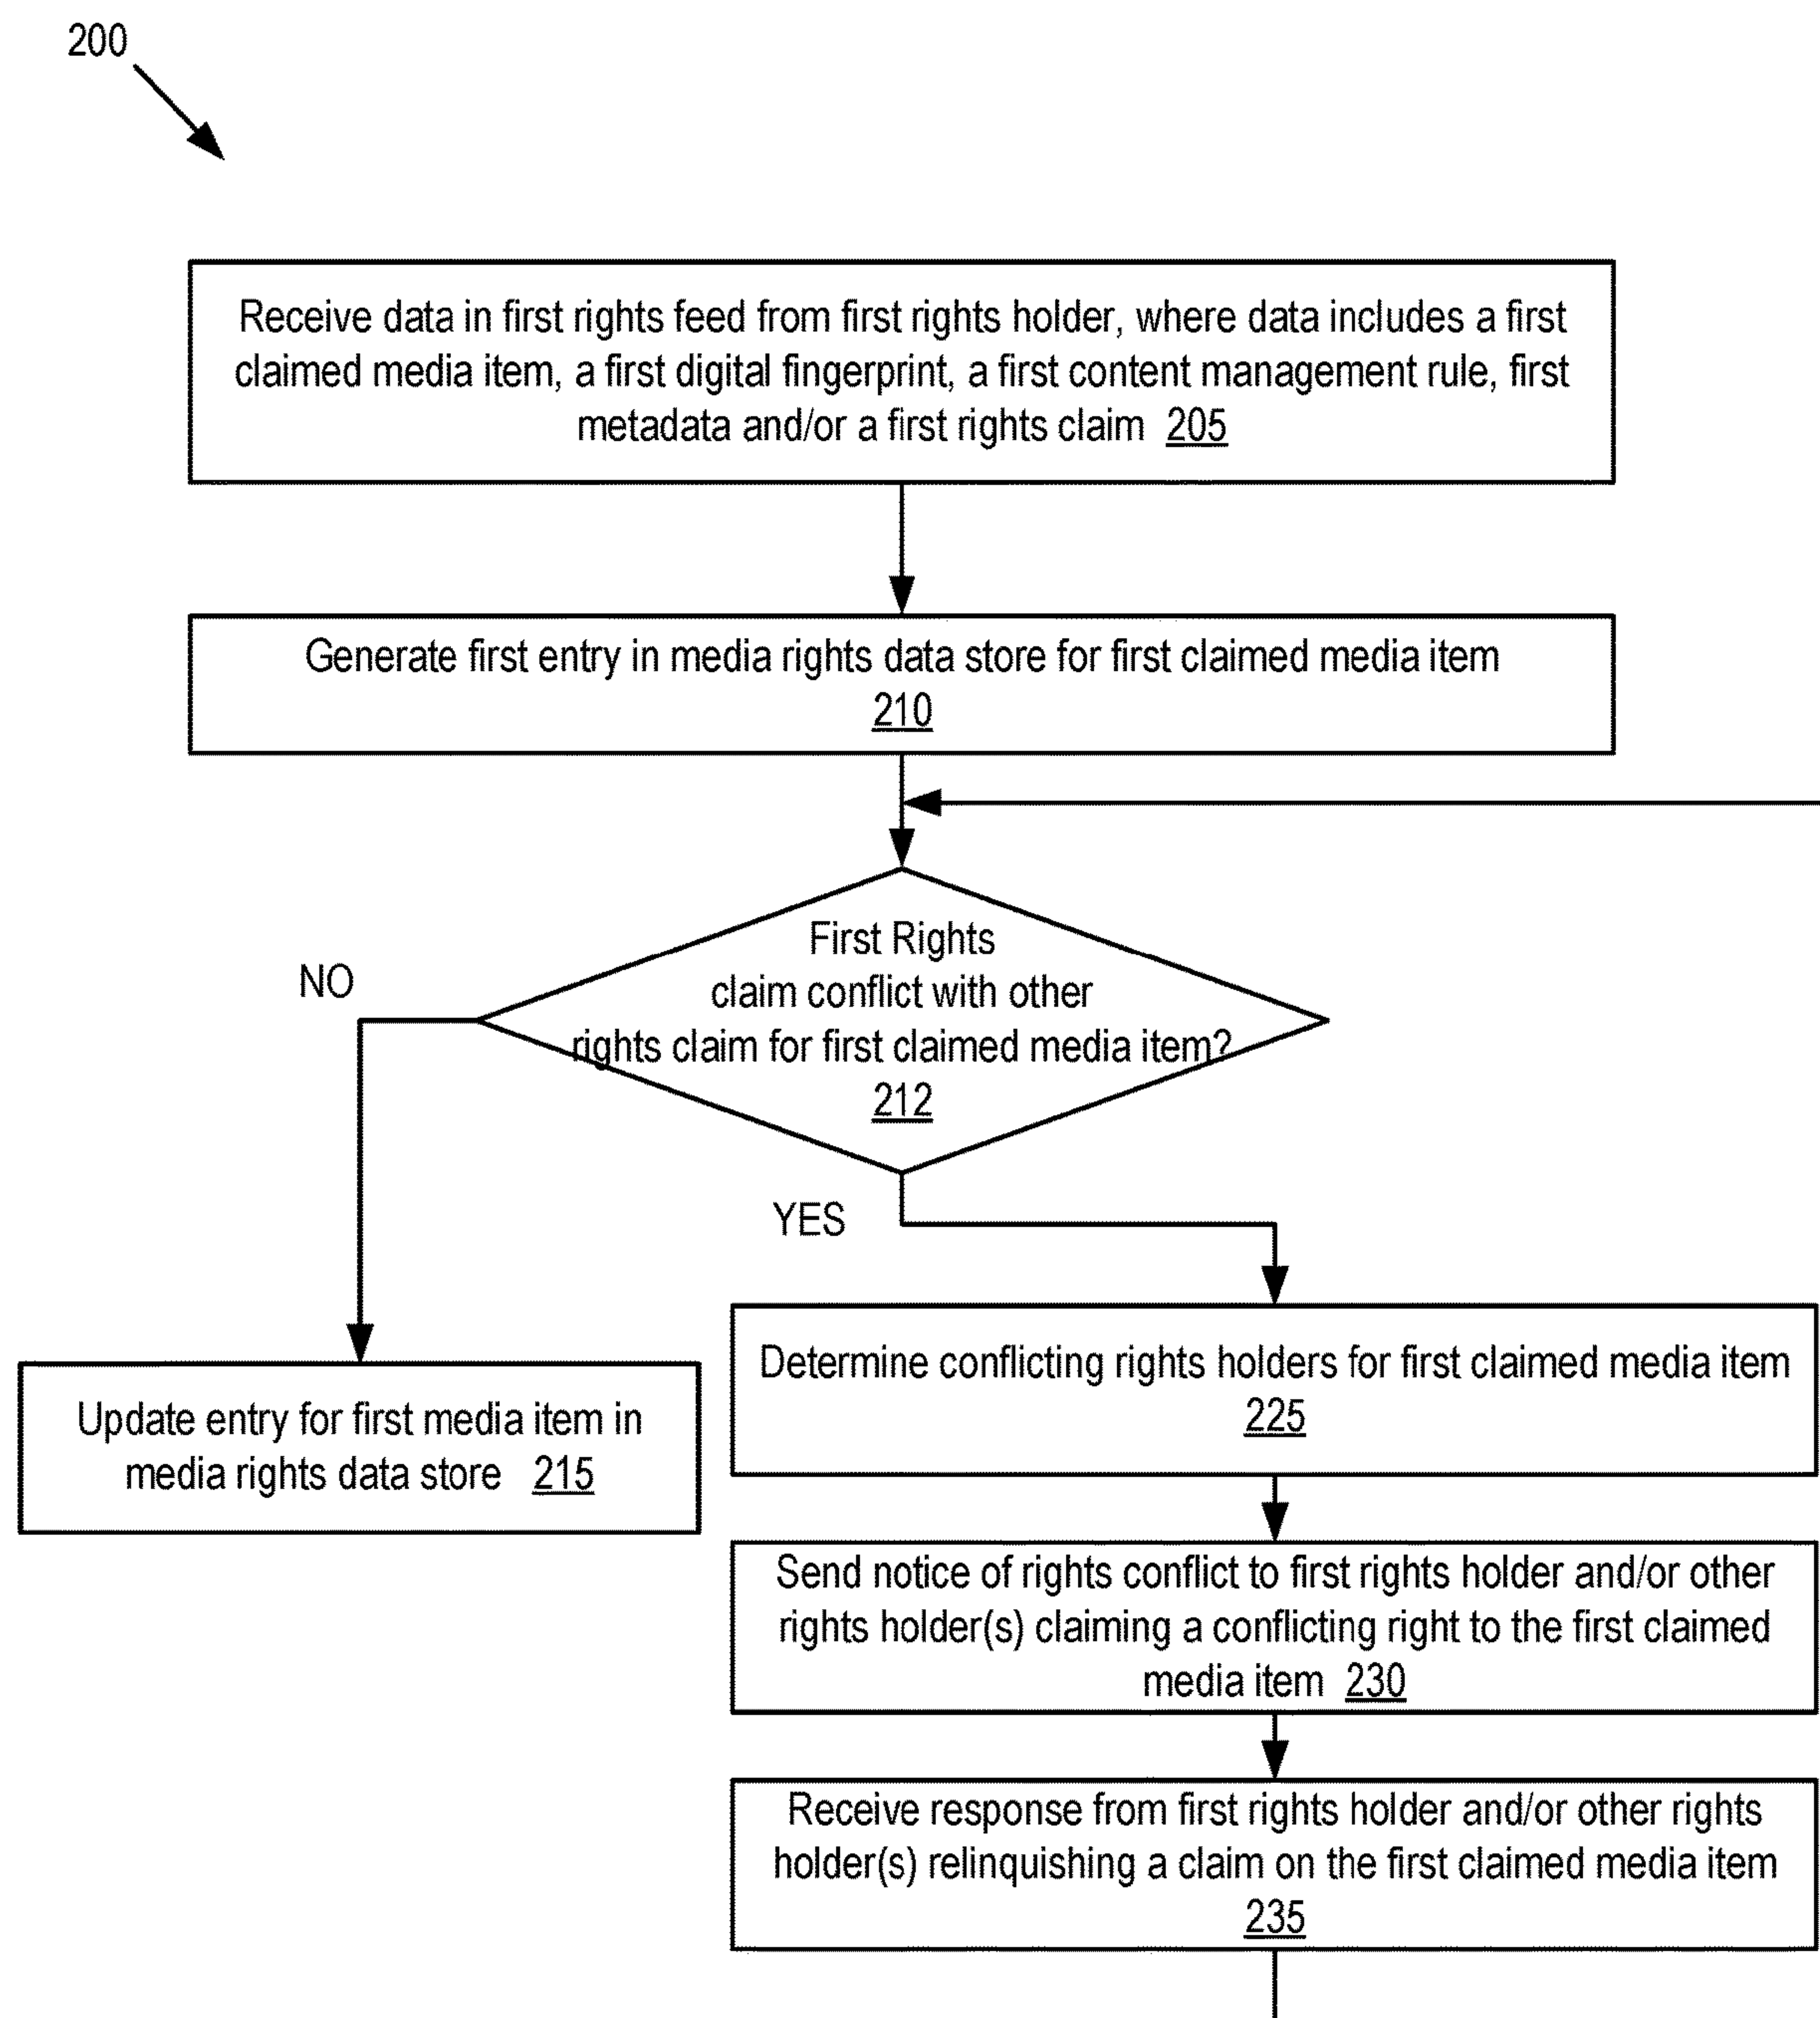 200
Receive data in first rights feed from first rights holder, where data includes a first
claimed media item, a first digital fingerprint, a first content management rule, first
metadata and/or a first rights claim 205
Generate first entry in media rights data store for first claimed media item
210
First Rights
claim conflict with other
rights claim for first claimed media item?
212
NO
YES
Update entry for first media item in
media rights data store 215
Determine conflicting rights holders for first claimed media item
225
Send notice of rights conflict to first rights holder and/or other
rights holder(s) claiming a conflicting right to the first claimed
media item 230
Receive response from first rights holder and/or other rights
holder(s) relinquishing a claim on the first claimed media item
235